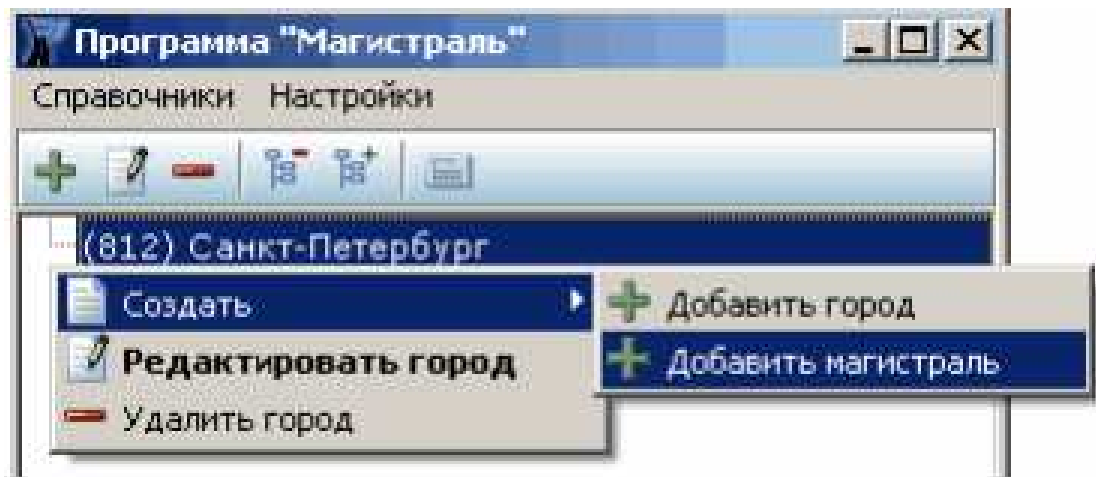 Программа "Магистраль"
Справочники Настройки
(812) Санкт-Петербург
Создать
Добавить город
Редактировать город
Добавить магистраль
Удалить город